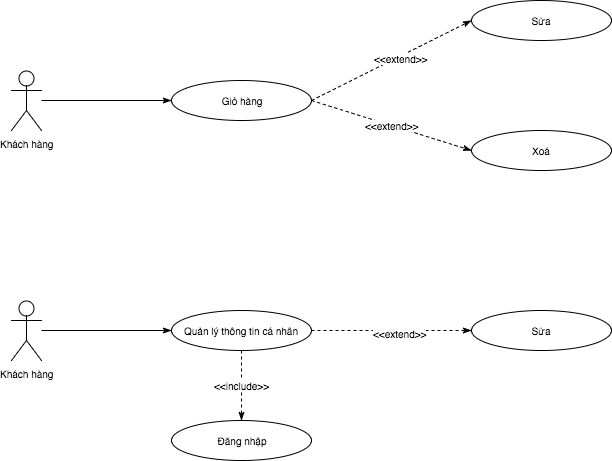 Sửa
<<extend>>
Giỏ hàng
<<extend>>
Khách hàng
Xoá
Quản lý thông tin cá nhân
Sửa
<<extend>>
Khách hàng
<<include>>
Đăng nhập